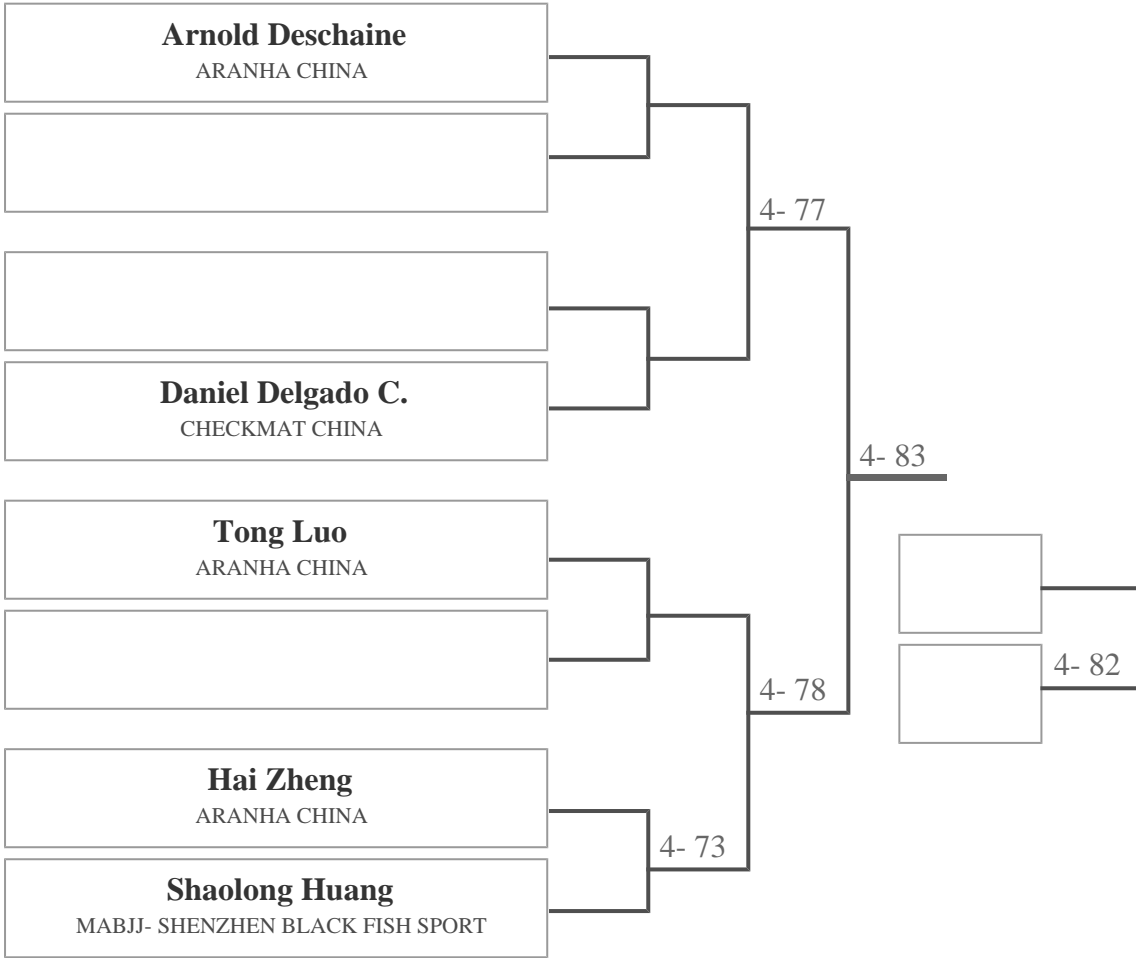 Arnold Deschaine
ARANHA CHINA
4- 77
Daniel Delgado C.
CHECKMAT CHINA
4- 83
Tong Luo
ARANHA CHINA
4- 82
4- 78
Hai Zheng
ARANHA CHINA
4- 73
Shaolong Huang
MABJJ- SHENZHEN BLACK FISH SPORT